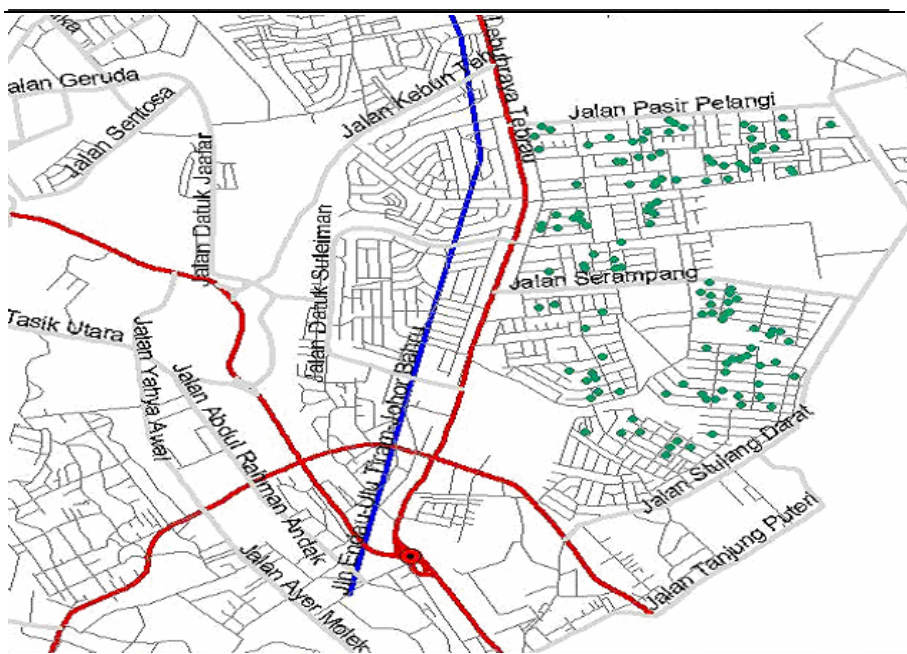 Jalan Geruda
Jalan Sentosa
Jalan Datuk Jaafar
Jalan Kebun Teh
Lebuhraya Tebrau
Jalan Pasir Pelangi
Jalan Datuk Suleiman
Jalan Serampang
Tasik Utara
Jalan Yahya Awal
Jalan Abdul Rahman Andak
Jln Endau-Ulu Tiram-Johor Bahru
Jalan Stulang Darat
Jalan Tanjung Puteri
Jalan Ayer Molek